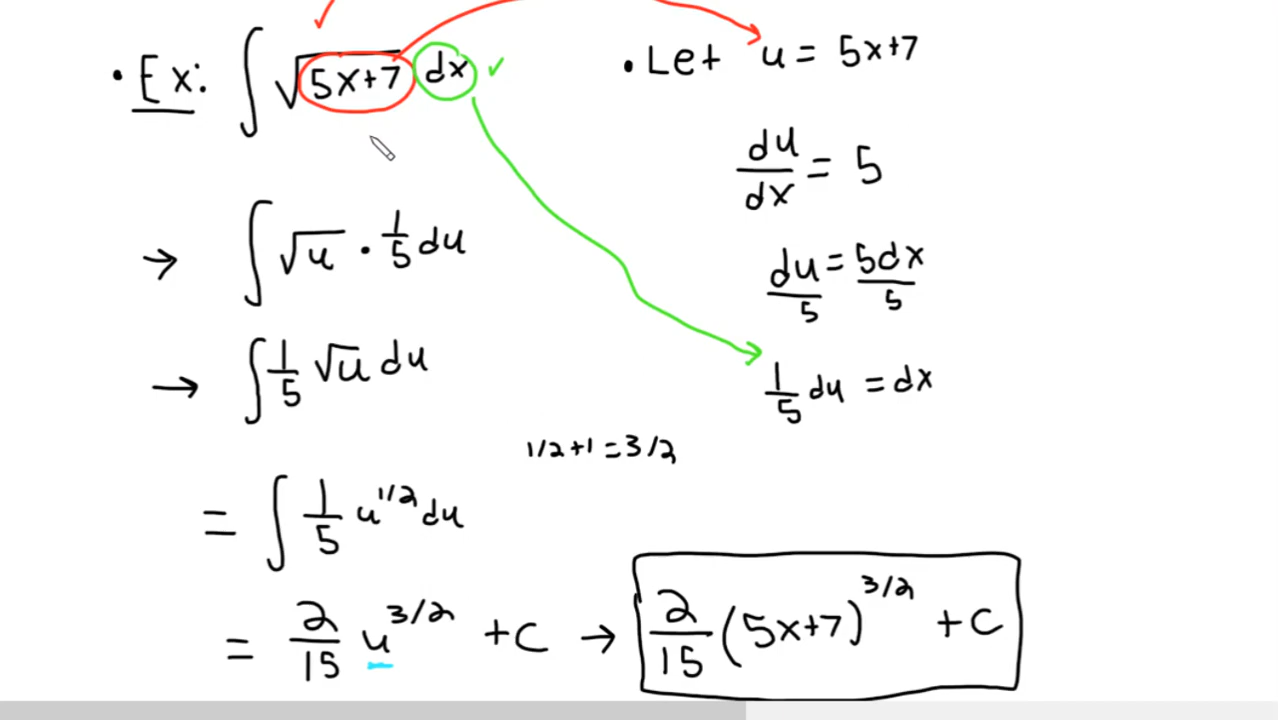 • Ex: ∫ √(5x+7) dx ✓
→ ∫ √u · 1/5 du
→ ∫ 1/5 √u du
1/2 + 1 = 3/2
= ∫ 1/5 u^1/2 du
= 2/15 u^3/2 + C → 2/15 (5x+7)^3/2 + C
• Let u = 5x+7
du/dx = 5
du/5 = 5dx/5
1/5 du = dx